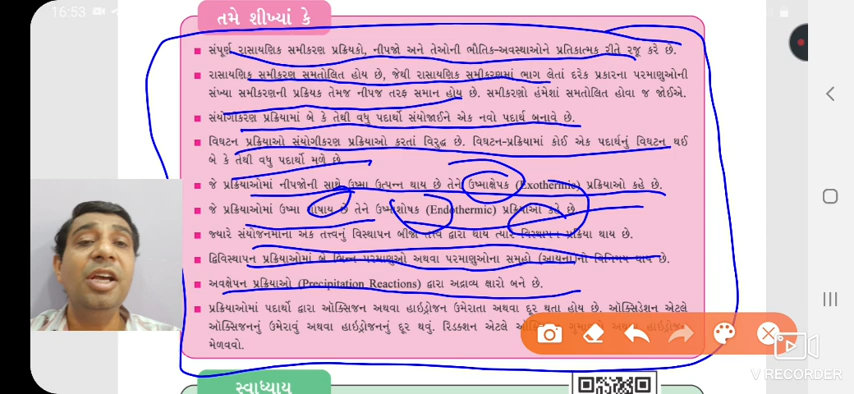 16:53
તમે શીખ્યાં કે
સંપૂર્ણ રાસાયણિક સમીકરણ પ્રક્રિયકો, નીપજો અને તેઓની ભૌતિક-અવસ્થાઓને પ્રતિકાત્મક રીતે રજૂ કરે છે.
રાસાયણિક સમીકરણ સમતોલિત હોય છે, જેથી રાસાયણિક સમીકરણમાં ભાગ લેતાં દરેક પ્રકારના પરમાણુઓની
સંખ્યા સમીકરણની પ્રક્રિયક તેમજ નીપજ તરફ સમાન હોય છે. સમીકરણો હંમેશાં સમતોલિત હોવા જ જોઈએ.
સંયોગીકરણ પ્રક્રિયામાં બે કે તેથી વધુ પદાર્થો સંયોજાઈને એક નવો પદાર્થ બનાવે છે.
વિઘટન પ્રક્રિયાઓ સંયોગીકરણ પ્રક્રિયાઓ કરતાં વિરુદ્ધ છે. વિઘટન-પ્રક્રિયામાં કોઈ એક પદાર્થનું વિઘટન થઈ
બે કે તેથી વધુ પદાર્થો મળે છે.
જે પ્રક્રિયાઓમાં નીપજોની સાથે ઉષ્મા ઉત્પન્ન થાય છે તેને ઉષ્માક્ષેપક (Exothermic) પ્રક્રિયાઓ કહે છે.
જે પ્રક્રિયાઓમાં ઉષ્મા શોષાય છે તેને ઉષ્માશોષક (Endothermic) પ્રક્રિયાઓ કહે છે.
જ્યારે સંયોજનમાંના એક તત્ત્વનું વિસ્થાપન બીજા તત્ત્વ દ્વારા થાય ત્યારે વિસ્થાપન પ્રક્રિયા થાય છે.
દ્વિવિસ્થાપન પ્રક્રિયાઓમાં બે ભિન્ન પરમાણુઓ અથવા પરમાણુઓના સમૂહો (આયનો)નો વિનિમય થાય છે.
અવક્ષેપન પ્રક્રિયાઓ (Precipitation Reactions) દ્વારા અદ્રાવ્ય ક્ષારો બને છે.
પ્રક્રિયાઓમાં પદાર્થો દ્વારા ઑક્સિજન અથવા હાઇડ્રોજન ઉમેરાતા અથવા દૂર થતા હોય છે. ઑક્સિડેશન એટલે
ઑક્સિજનનું ઉમેરાવું અથવા હાઇડ્રોજનનું દૂર થવું. રિડક્શન એટલે
મેળવવો.
સ્વાધ્યાય
V RECORDER